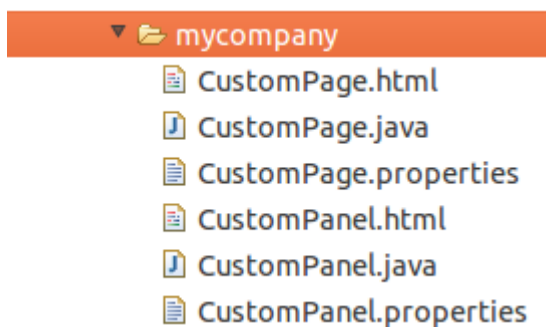 mycompany
CustomPage.html
CustomPage.java
CustomPage.properties
CustomPanel.html
CustomPanel.java
CustomPanel.properties